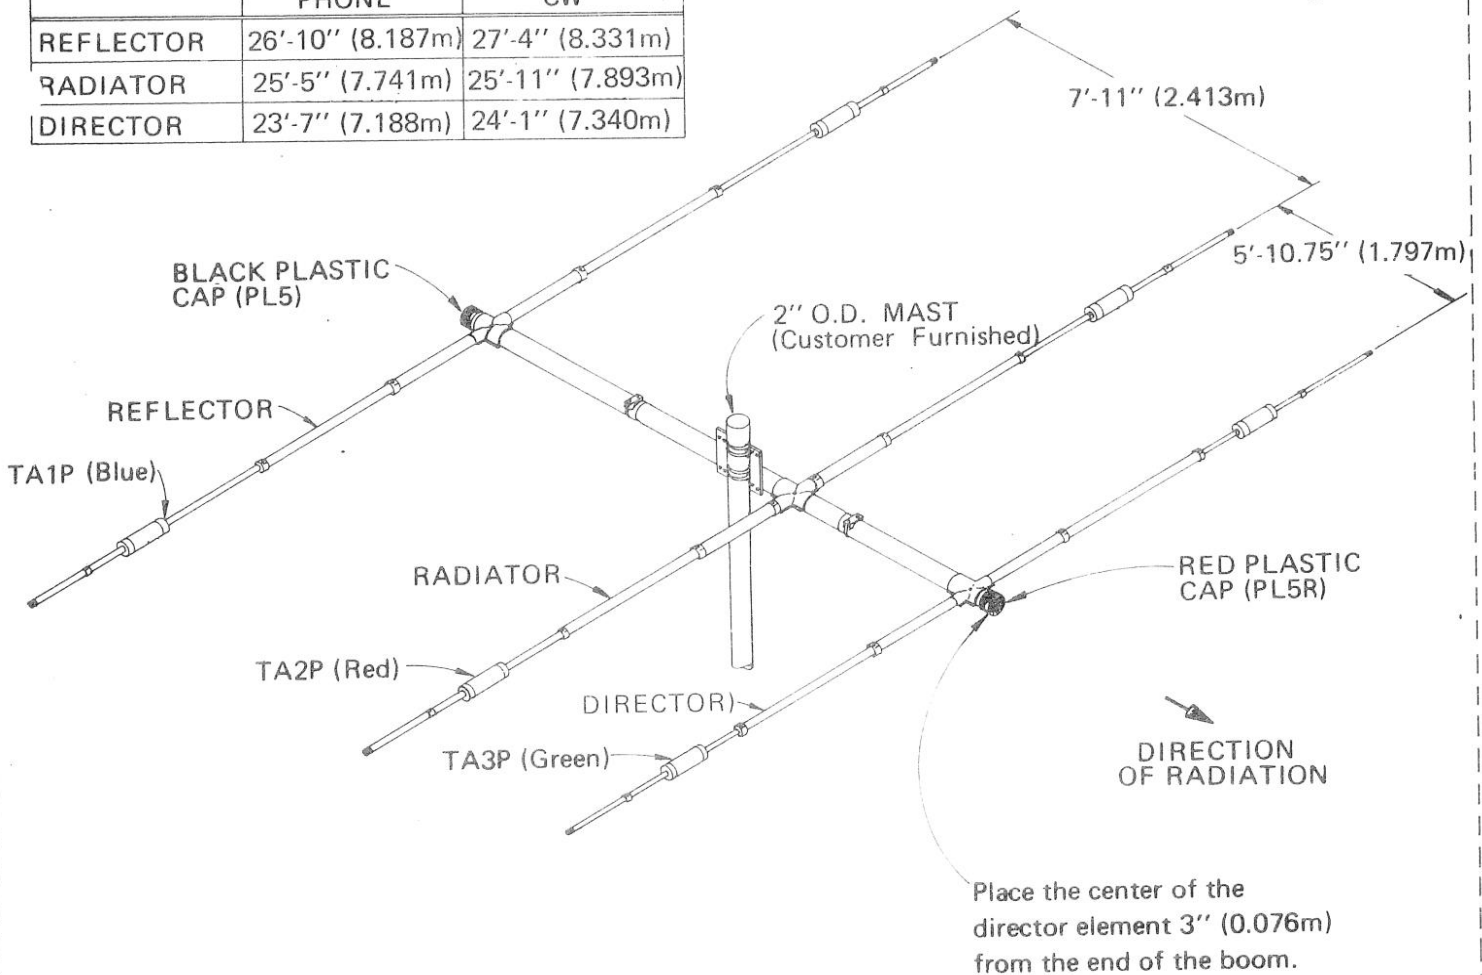 PHONE CW
REFLECTOR 26'-10" (8.187m) 27'-4" (8.331m)
RADIATOR 25'-5" (7.741m) 25'-11" (7.893m)
DIRECTOR 23'-7" (7.188m) 24'-1" (7.340m)
7'-11" (2.413m)
5'-10.75" (1.797m)
BLACK PLASTIC
CAP (PL5)
2" O.D. MAST
(Customer Furnished)
REFLECTOR
TA1P (Blue)
RADIATOR
RED PLASTIC
CAP (PL5R)
TA2P (Red)
DIRECTOR)
TA3P (Green)
DIRECTION
OF RADIATION
Place the center of the
director element 3" (0.076m)
from the end of the boom.